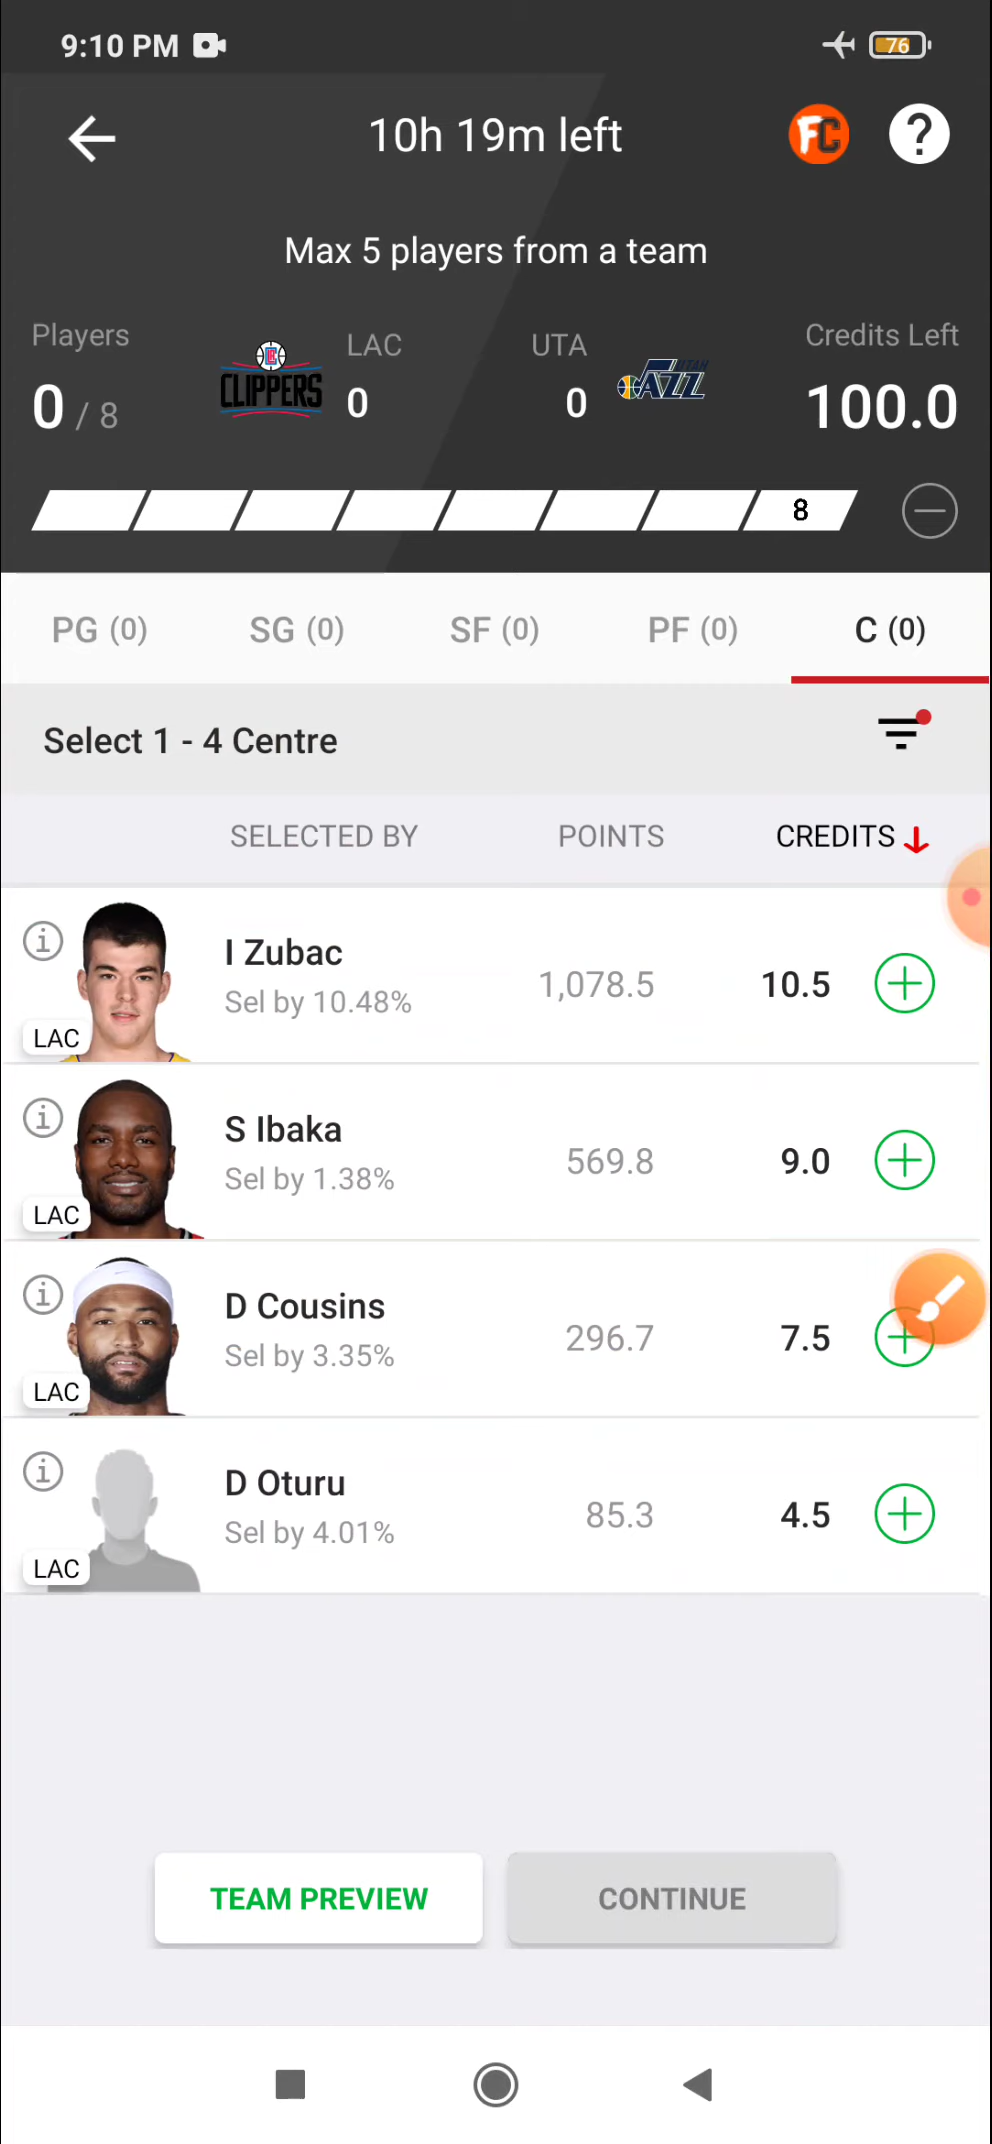 9:10 PM
76
10h 19m left
FC
?
Max 5 players from a team
Players
0 / 8
CLIPPERS
LAC
0
UTA
0
UTAH
JAZZ
Credits Left
100.0
8
PG (0)
SG (0)
SF (0)
PF (0)
C (0)
Select 1 - 4 Centre
SELECTED BY
POINTS
CREDITS
i
LAC
I Zubac
Sel by 10.48%
1,078.5
10.5
i
LAC
S Ibaka
Sel by 1.38%
569.8
9.0
i
LAC
D Cousins
Sel by 3.35%
296.7
7.5
i
LAC
D Oturu
Sel by 4.01%
85.3
4.5
TEAM PREVIEW
CONTINUE